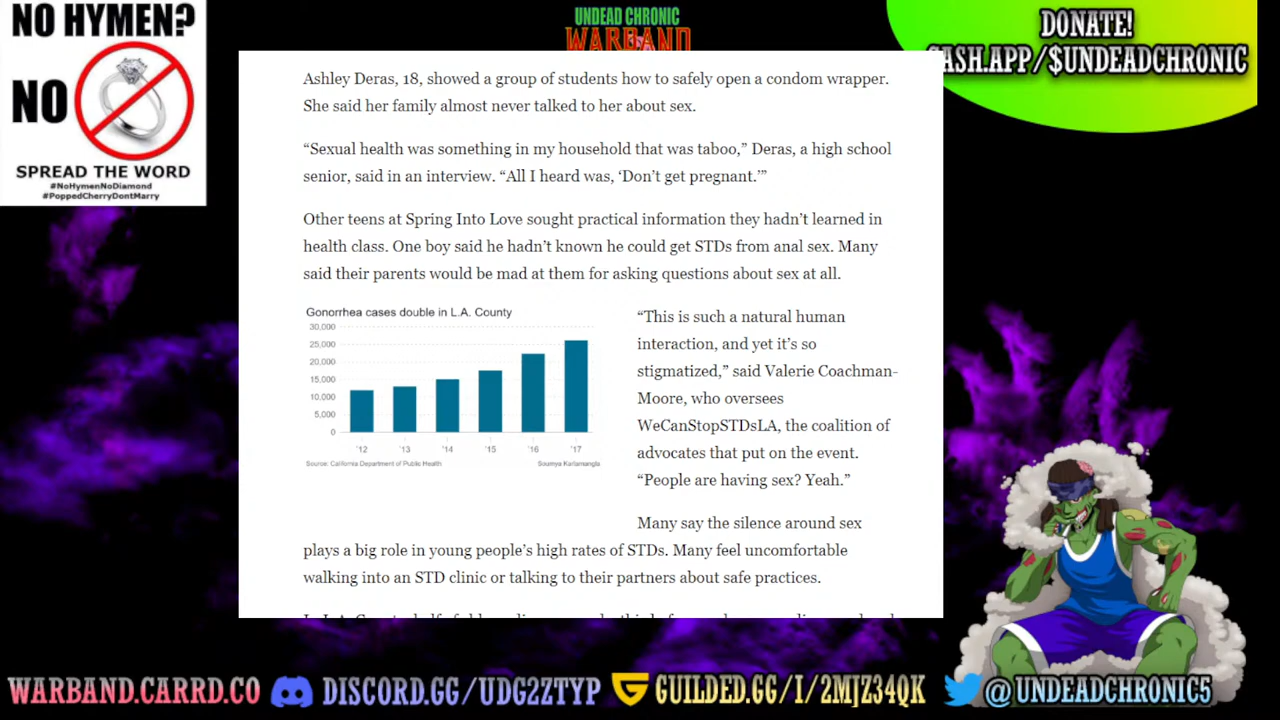 NO HYMEN?
NO
SPREAD THE WORD
#NoHymenNoDiamond
#PoppedCherryDontMarry
UNDEAD CHRONIC
WARBAND
DONATE!
CASH.APP/$UNDEADCHRONIC
Ashley Deras, 18, showed a group of students how to safely open a condom wrapper.
She said her family almost never talked to her about sex.
“Sexual health was something in my household that was taboo,” Deras, a high school
senior, said in an interview. “All I heard was, ‘Don’t get pregnant.’”
Other teens at Spring Into Love sought practical information they hadn’t learned in
health class. One boy said he hadn’t known he could get STDs from anal sex. Many
said their parents would be mad at them for asking questions about sex at all.
Gonorrhea cases double in L.A. County
30,000
25,000
20,000
15,000
10,000
5,000
0
'12 '13 '14 '15 '16 '17
Source: California Department of Public Health Soumya Karlamangla
“This is such a natural human
interaction, and yet it’s so
stigmatized,” said Valerie Coachman-
Moore, who oversees
WeCanStopSTDsLA, the coalition of
advocates that put on the event.
“People are having sex? Yeah.”
Many say the silence around sex
plays a big role in young people’s high rates of STDs. Many feel uncomfortable
walking into an STD clinic or talking to their partners about safe practices.
WARBAND.CARRD.CO DISCORD.GG/UDG2ZTYP GUILDED.GG/I/2MJZ34QK @UNDEADCHRONIC5